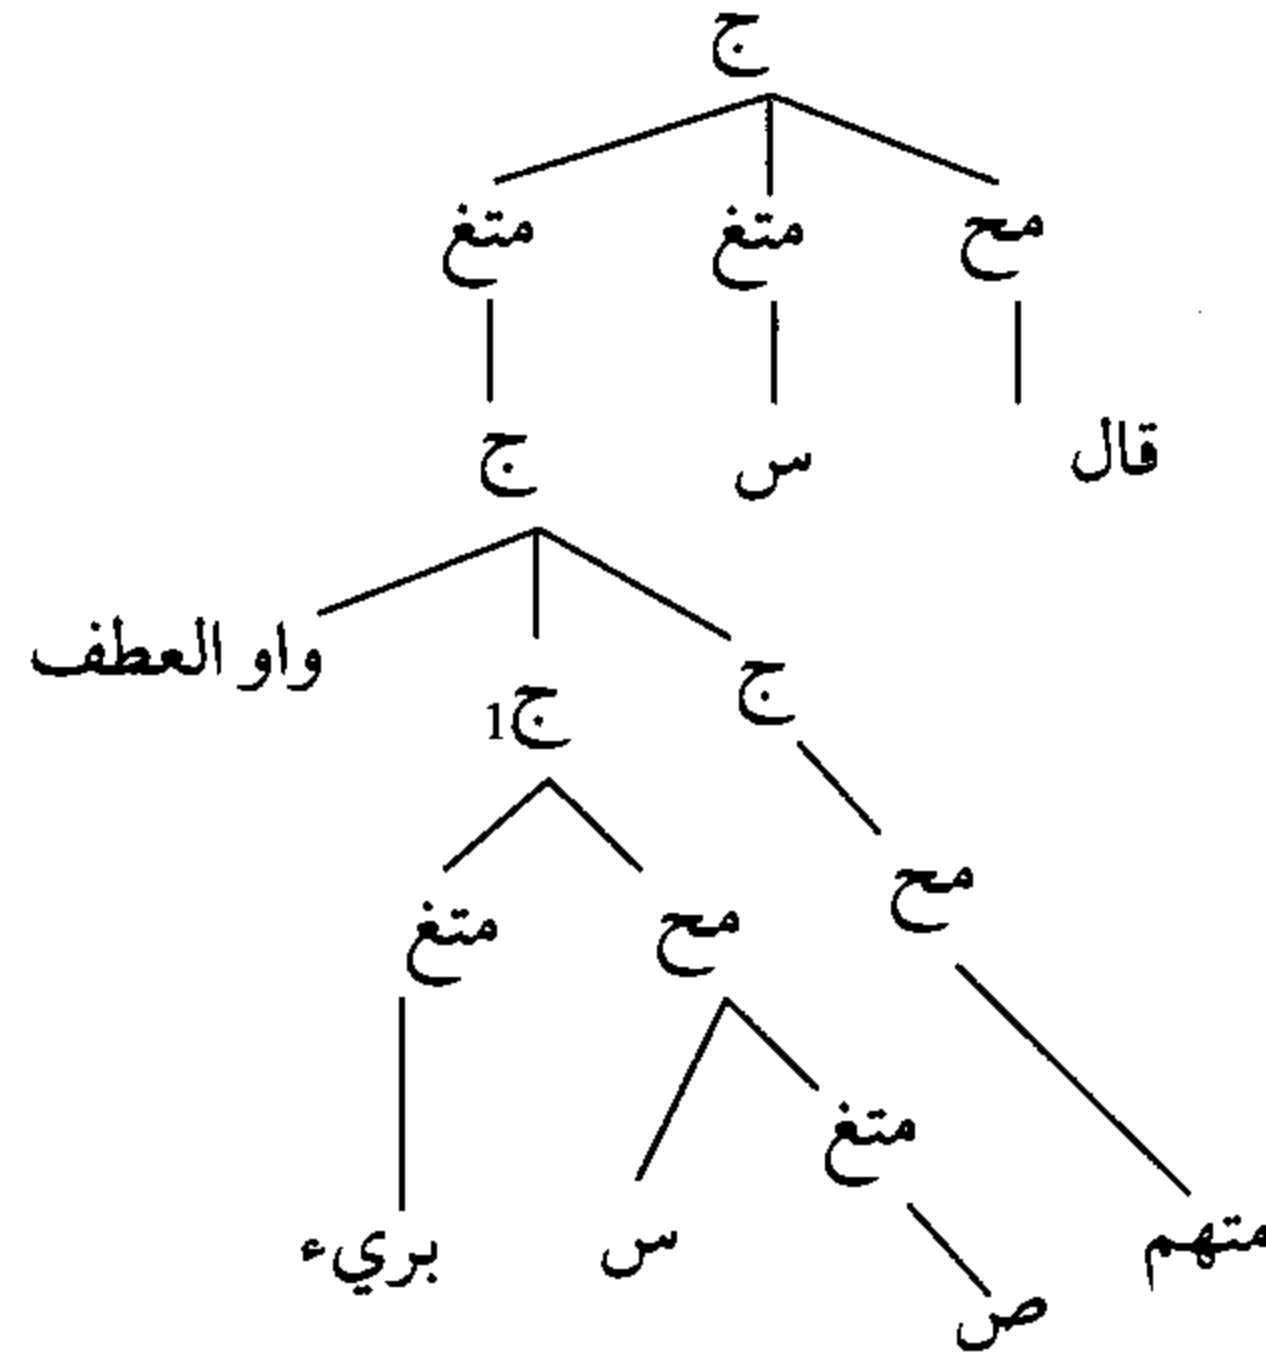 ج
مح متغ متغ
قال س ج
ج ج1 واو العطف
مح مح متغ
متغ
متهم س بريء
ص